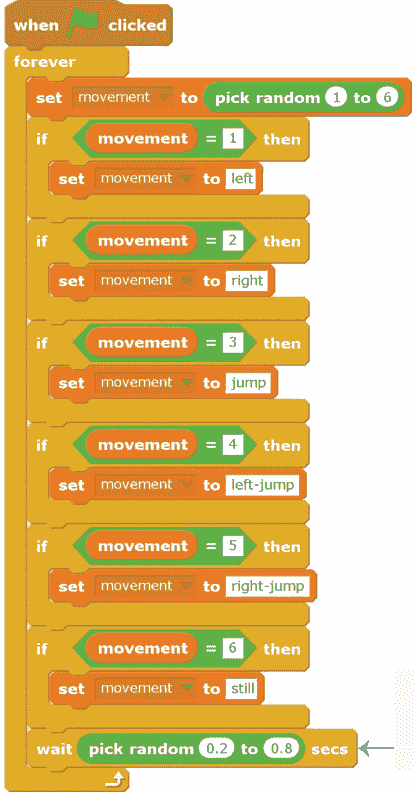 when clicked
forever
set movement to pick random 1 to 6
if movement = 1 then
set movement to left
if movement = 2 then
set movement to right
if movement = 3 then
set movement to jump
if movement = 4 then
set movement to left-jump
if movement = 5 then
set movement to right-jump
if movement = 6 then
set movement to still
wait pick random 0.2 to 0.8 secs